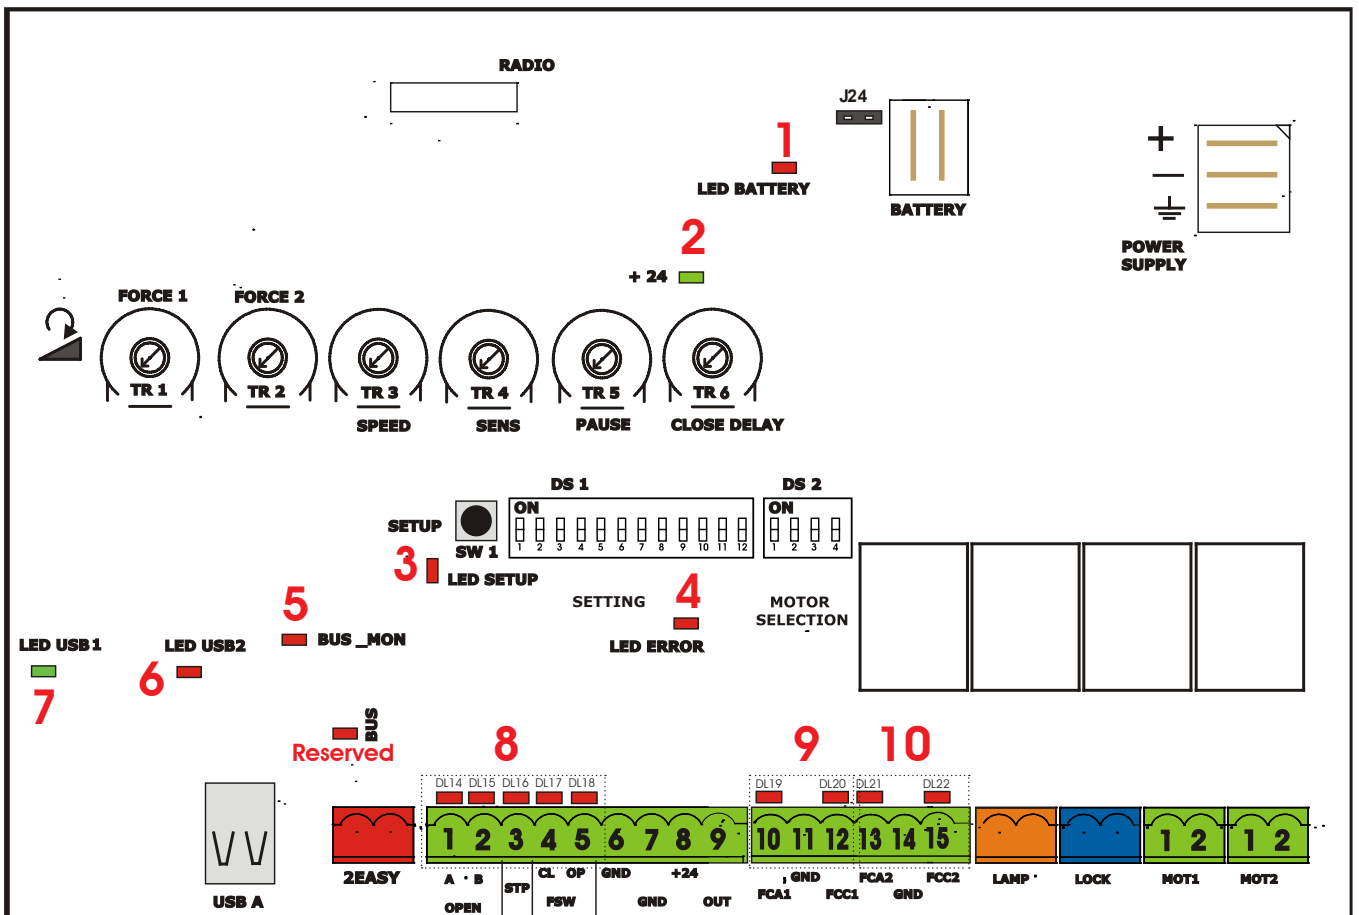 RADIO
J24
1
LED BATTERY
BATTERY
+
−
POWER
SUPPLY
2
+ 24
FORCE 1
FORCE 2
TR 1
TR 2
TR 3
TR 4
TR 5
TR 6
SPEED
SENS
PAUSE
CLOSE DELAY
DS 1
DS 2
SETUP
SW 1
ON
1 2 3 4 5 6 7 8 9 10 11 12
ON
1 2 3 4
3
LED SETUP
SETTING
4
LED ERROR
MOTOR
SELECTION
5
BUS _MON
LED USB1
LED USB2
6
7
BUS
Reserved
8
9
10
DL14 DL15 DL16 DL17 DL18
DL19 DL20 DL21 DL22
1 2 3 4 5 6 7 8 9
10 11 12 13 14 15
1 2
1 2
USB A
2EASY
A B
OPEN
STP
CL OP
FSW
GND
GND
+24
OUT
FCA1
GND
FCC1
FCA2
GND
FCC2
LAMP
LOCK
MOT1
MOT2